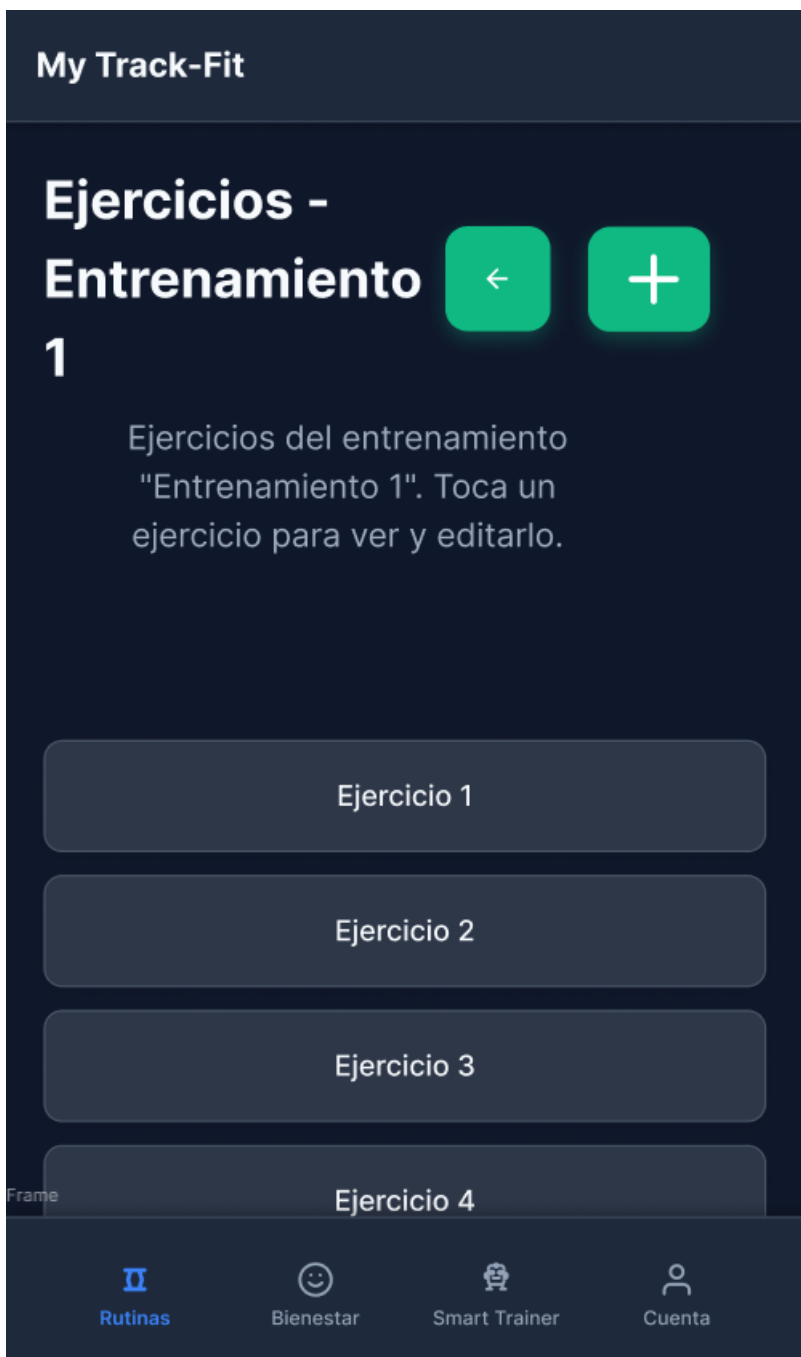 My Track-Fit
Ejercicios -
Entrenamiento
1
Ejercicios del entrenamiento
"Entrenamiento 1". Toca un
ejercicio para ver y editarlo.
Ejercicio 1
Ejercicio 2
Ejercicio 3
Ejercicio 4
Frame
Rutinas
Bienestar
Smart Trainer
Cuenta